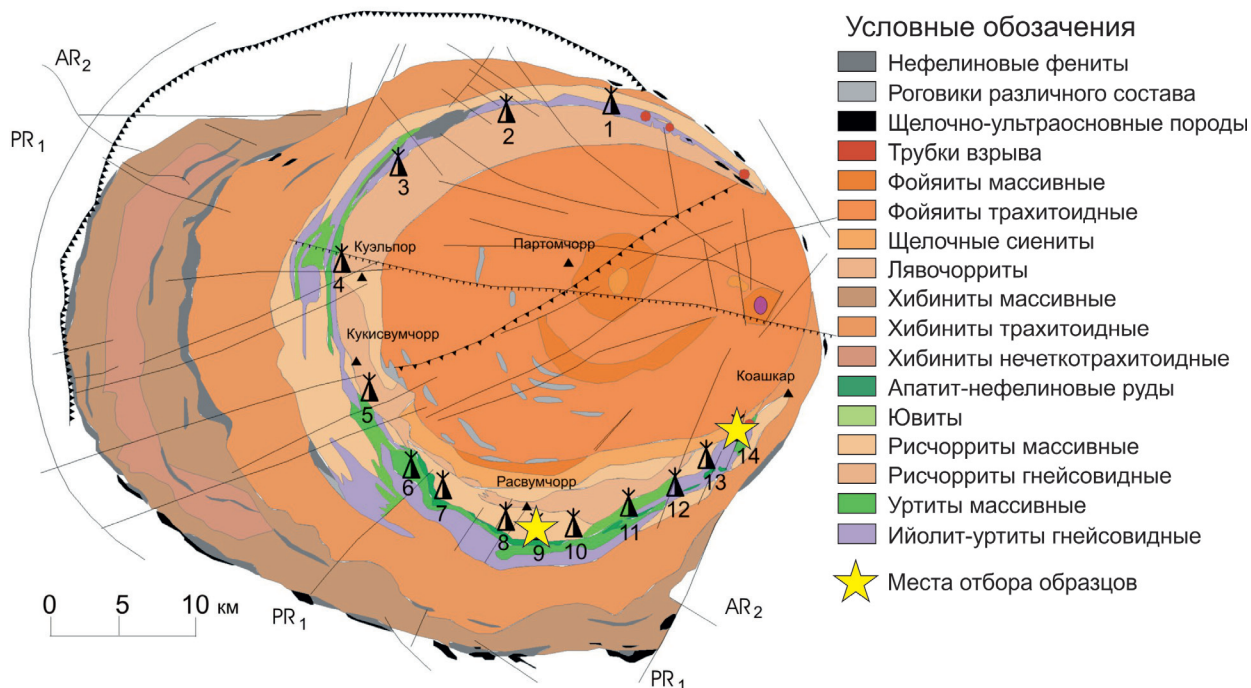 Условные обозачения
Нефелиновые фениты
Роговики различного состава
Щелочно-ультраосновные породы
Трубки взрыва
Фойяиты массивные
Фойяиты трахитоидные
Щелочные сиениты
Лявочорриты
Хибиниты массивные
Хибиниты трахитоидные
Хибиниты нечеткотрахитоидные
Апатит-нефелиновые руды
Ювиты
Рисчорриты массивные
Рисчорриты гнейсовидные
Уртиты массивные
Ийолит-уртиты гнейсовидные
Места отбора образцов
AR2
PR1
1
2
3
Куэльпор
Партомчорр
4
Кукисвумчорр
Коашкар
5
14
6
13
Расвумчорр
7
12
11
8
9
10
0 5 10 км
PR1
AR2
PR1